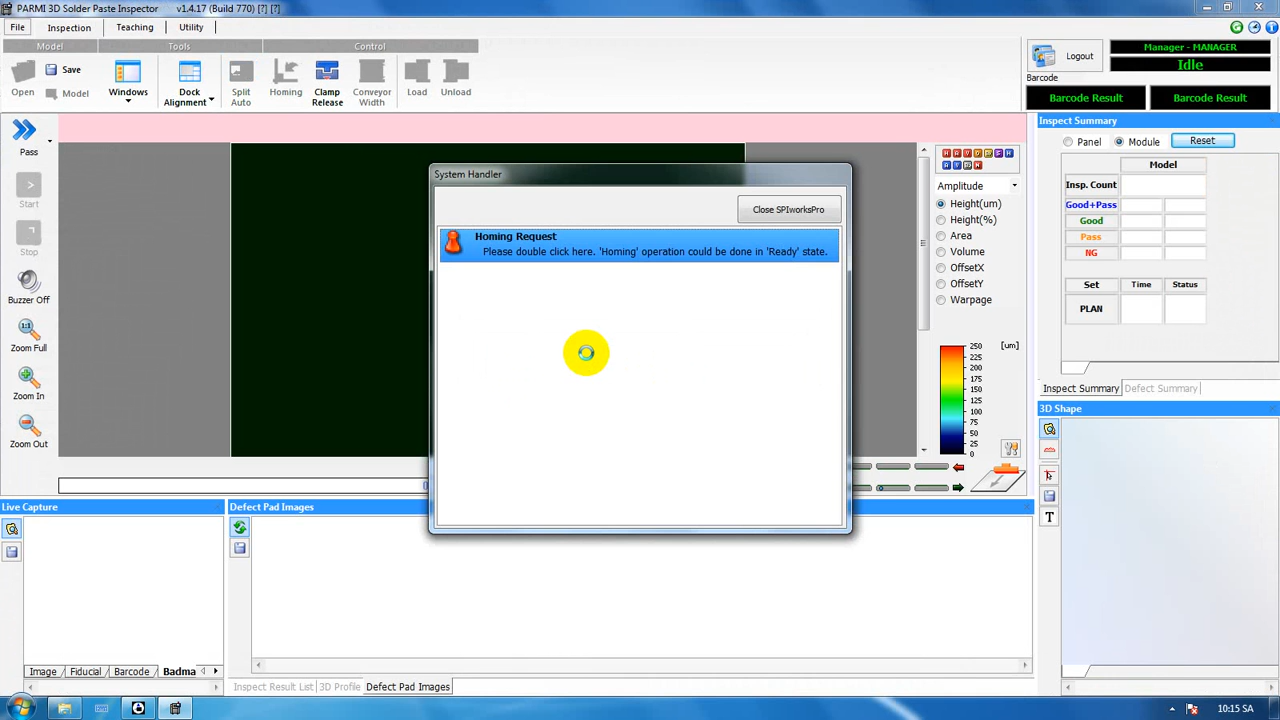 PARMI 3D Solder Paste Inspector v1.4.17 (Build 770) [?] [?]
File Inspection Teaching Utility
Model Tools Control
Open Save Model Windows Dock Alignment Split Auto Homing Clamp Release Conveyor Width Load Unload
Logout
Manager - MANAGER
Idle
Barcode
Barcode Result Barcode Result
Pass
Start
Stop
Buzzer Off
1:1
Zoom Full
Zoom In
Zoom Out
System Handler
Close SPIworksPro
Homing Request
Please double click here. 'Homing' operation could be done in 'Ready' state.
Amplitude
Height(um)
Height(%)
Area
Volume
OffsetX
OffsetY
Warpage
250 [um]
225
200
175
150
125
100
75
50
25
0
Inspect Summary
Panel Module Reset
Model
Insp. Count
Good+Pass
Good
Pass
NG
Set Time Status
PLAN
Inspect Summary Defect Summary
3D Shape
T
Live Capture
Image Fiducial Barcode Badma
Defect Pad Images
Inspect Result List 3D Profile Defect Pad Images
10:15 SA